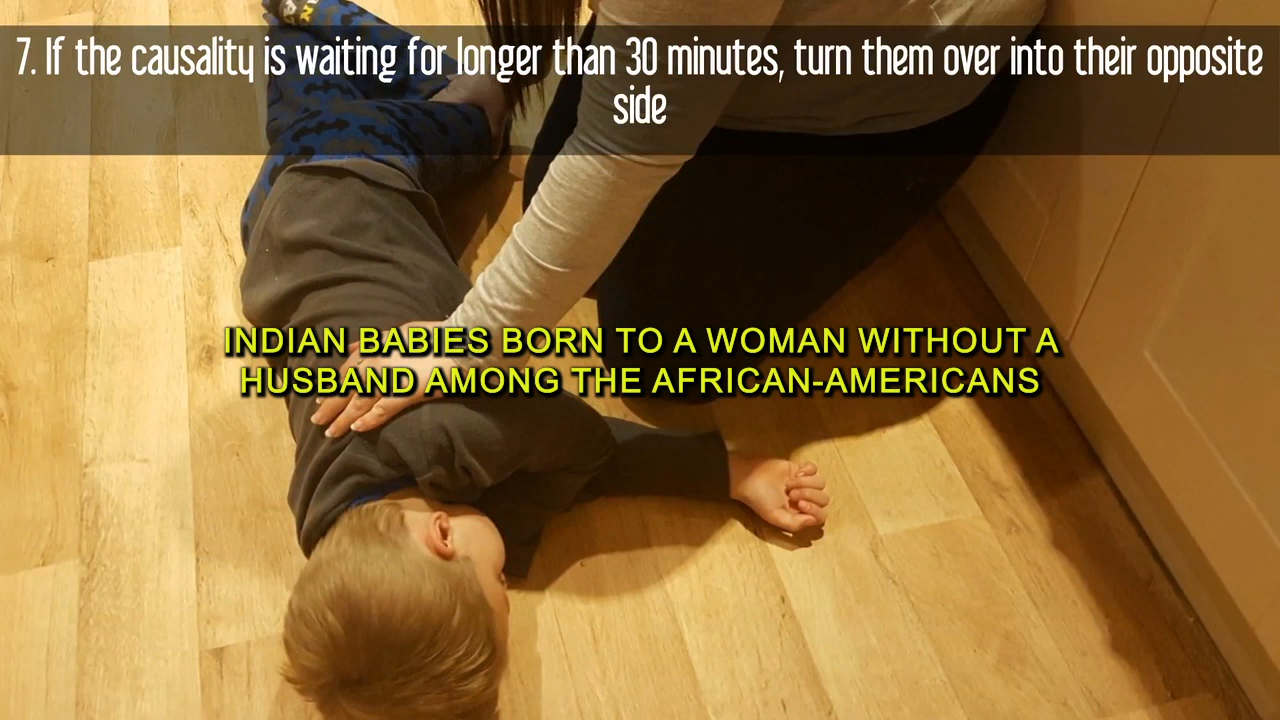 7. If the causality is waiting for longer than 30 minutes, turn them over into their opposite
side
INDIAN BABIES BORN TO A WOMAN WITHOUT A
HUSBAND AMONG THE AFRICAN-AMERICANS